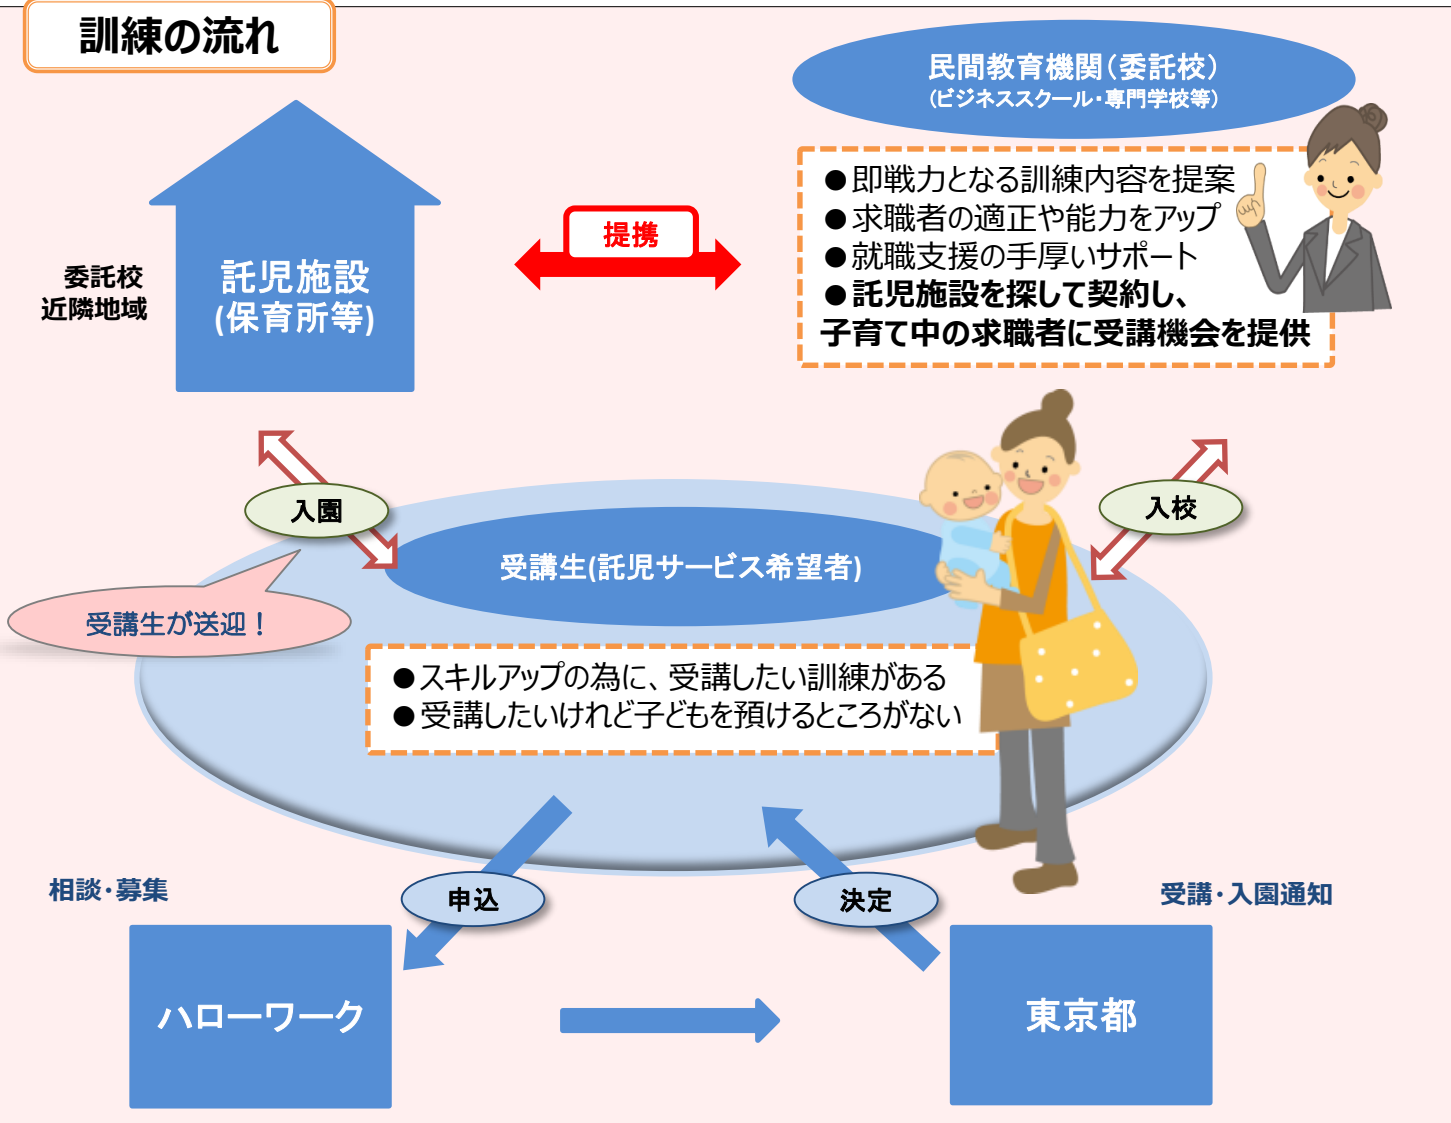 訓練の流れ
民間教育機関(委託校)
(ビジネススクール・専門学校等)
●即戦力となる訓練内容を提案
●求職者の適正や能力をアップ
●就職支援の手厚いサポート
●託児施設を探して契約し、
子育て中の求職者に受講機会を提供
提携
委託校
近隣地域
託児施設
(保育所等)
入園
入校
受講生(託児サービス希望者)
受講生が送迎！
●スキルアップの為に、受講したい訓練がある
●受講したいけれど子どもを預けるところがない
相談・募集
申込
決定
受講・入園通知
ハローワーク
東京都